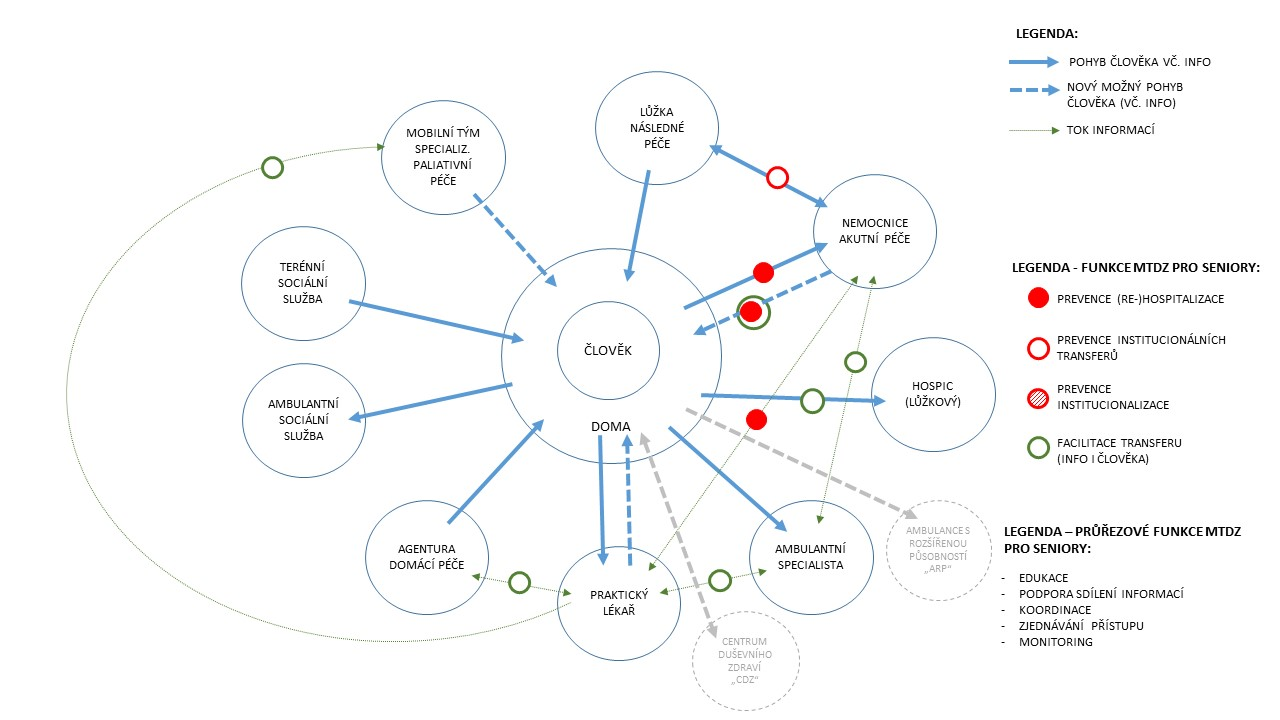 LEGENDA:
POHYB ČLOVĚKA VČ. INFO
NOVÝ MOŽNÝ POHYB
ČLOVĚKA (VČ. INFO)
TOK INFORMACÍ
LŮŽKA
NÁSLEDNÉ
PÉČE
MOBILNÍ TÝM
SPECIALIZ.
PALIATIVNÍ
PÉČE
NEMOCNICE
AKUTNÍ PÉČE
TERÉNNÍ
SOCIÁLNÍ
SLUŽBA
ČLOVĚK
DOMA
AMBULANTNÍ
SOCIÁLNÍ
SLUŽBA
HOSPIC
(LŮŽKOVÝ)
AGENTURA
DOMÁCÍ PÉČE
PRAKTICKÝ
LÉKAŘ
AMBULANTNÍ
SPECIALISTA
AMBULANCE S
ROZŠÍŘENOU
PŮSOBNOSTÍ
„ARP“
CENTRUM
DUŠEVNÍHO
ZDRAVÍ
„CDZ“
LEGENDA - FUNKCE MTDZ PRO SENIORY:
PREVENCE (RE-)HOSPITALIZACE
PREVENCE INSTITUCIONÁLNÍCH
TRANSFERŮ
PREVENCE
INSTITUCIONALIZACE
FACILITACE TRANSFERU
(INFO I ČLOVĚKA)
LEGENDA – PRŮŘEZOVÉ FUNKCE MTDZ
PRO SENIORY:
- EDUKACE
- PODPORA SDÍLENÍ INFORMACÍ
- KOORDINACE
- ZJEDNÁVÁNÍ PŘÍSTUPU
- MONITORING